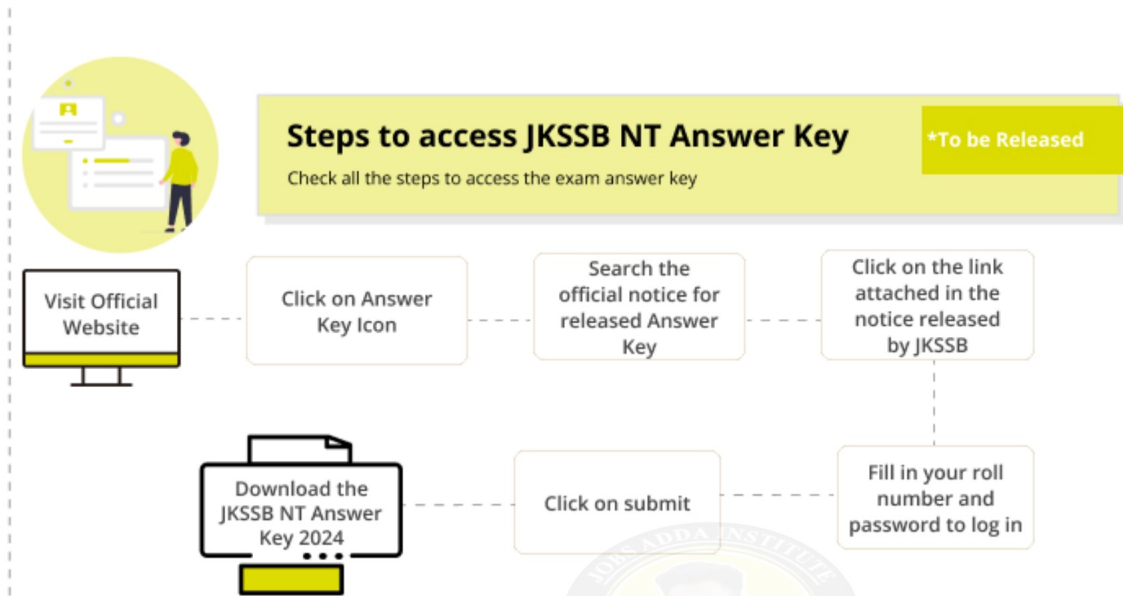 Steps to access JKSSB NT Answer Key
*To be Released
Check all the steps to access the exam answer key
Visit Official
Website
Click on Answer
Key Icon
Search the
official notice for
released Answer
Key
Click on the link
attached in the
notice released
by JKSSB
Fill in your roll
number and
password to log in
Click on submit
Download the
JKSSB NT Answer
Key 2024
JOBS ADDA INSTITUTE